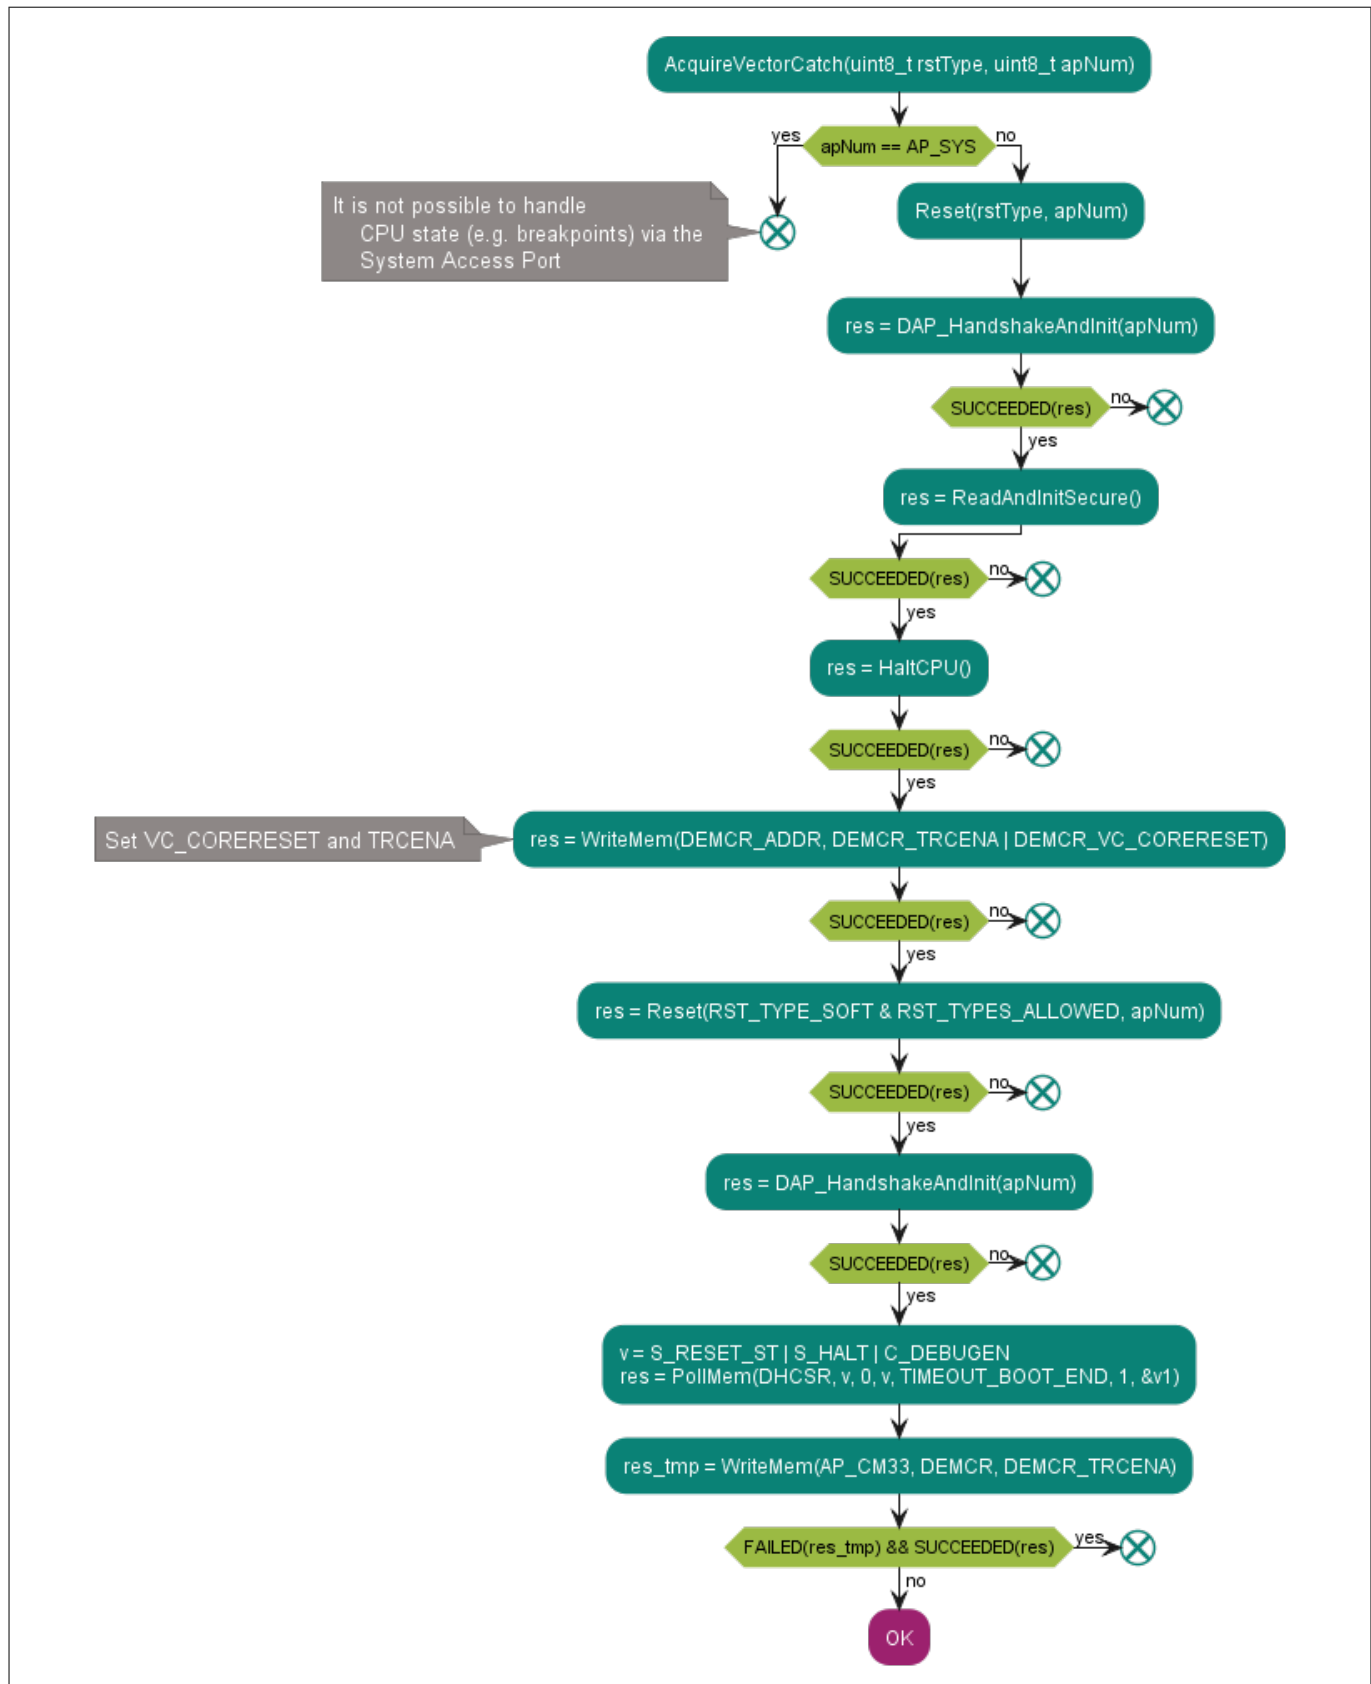 AcquireVectorCatch(uint8_t rstType, uint8_t apNum)
yes
apNum == AP_SYS
no
It is not possible to handle
CPU state (e.g. breakpoints) via the
System Access Port
Reset(rstType, apNum)
res = DAP_HandshakeAndInit(apNum)
SUCCEEDED(res)
no
yes
res = ReadAndInitSecure()
SUCCEEDED(res)
no
yes
res = HaltCPU()
SUCCEEDED(res)
no
yes
Set VC_CORERESET and TRCENA
res = WriteMem(DEMCR_ADDR, DEMCR_TRCENA | DEMCR_VC_CORERESET)
SUCCEEDED(res)
no
yes
res = Reset(RST_TYPE_SOFT & RST_TYPES_ALLOWED, apNum)
SUCCEEDED(res)
no
yes
res = DAP_HandshakeAndInit(apNum)
SUCCEEDED(res)
no
yes
v = S_RESET_ST | S_HALT | C_DEBUGEN
res = PollMem(DHCSR, v, 0, v, TIMEOUT_BOOT_END, 1, &v1)
res_tmp = WriteMem(AP_CM33, DEMCR, DEMCR_TRCENA)
FAILED(res_tmp) && SUCCEEDED(res)
yes
no
OK